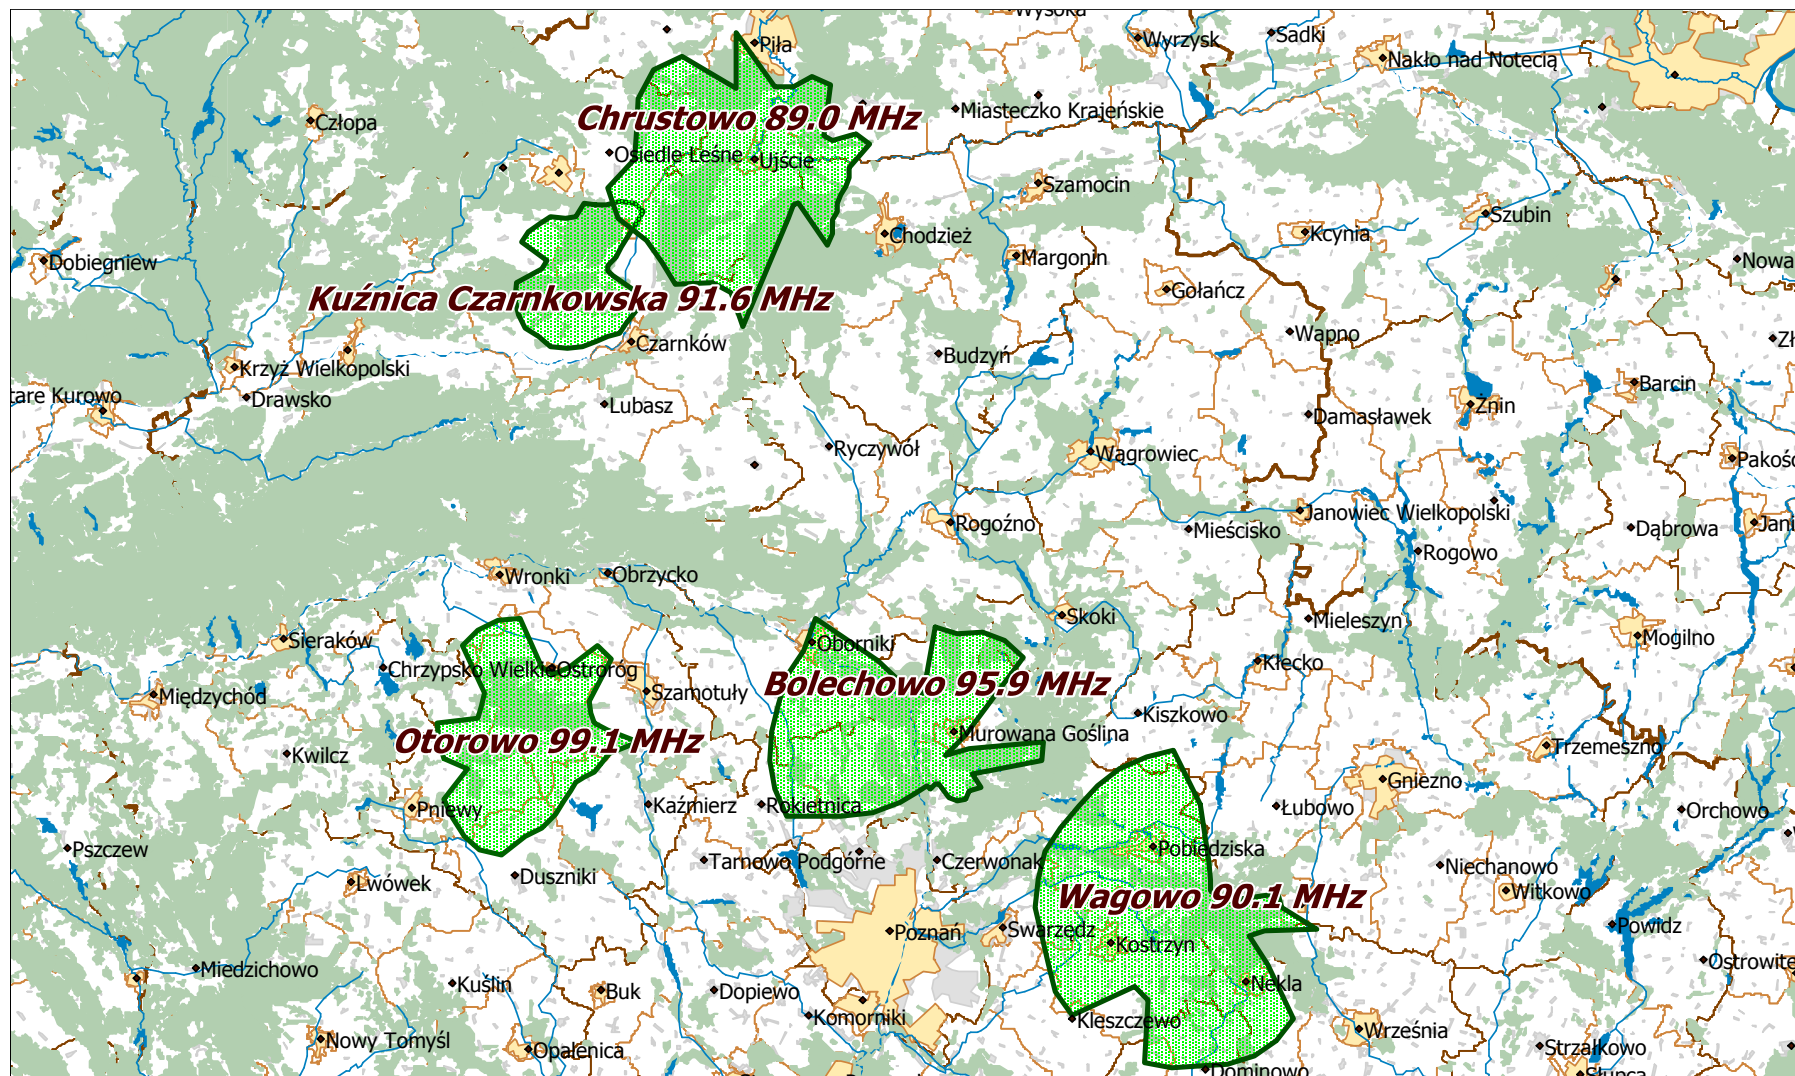 Wysoka
Piła
Wyrzysk
Sadki
Nakło nad Notecią
Człopa
Chrustowo 89.0 MHz
Miasteczko Krajeńskie
Osiedle Leśne
Ujście
Szamocin
Szubin
Chodzież
Kcynia
Dobiegniew
Margonin
Nowa
Gołańcz
Kuźnica Czarnkowska 91.6 MHz
Wapno
Czarnków
Budzyń
Krzyż Wielkopolski
Barcin
tare Kurowo
Drawsko
Lubasz
Damasławek
Żnin
Ryczywół
Wągrowiec
Pakość
Rogoźno
Mieścisko
Janowiec Wielkopolski
Dąbrowa
Jani
Rogowo
Wronki
Obrzycko
Skoki
Mieleszyn
Sieraków
Oborniki
Mogilno
Chrzypsko Wielkie
Ostroróg
Kłecko
Międzychód
Szamotuły
Bolechowo 95.9 MHz
Kiszkowo
Otorowo 99.1 MHz
Murowana Goślina
Kwilcz
Trzemeszno
Gniezno
Pniewy
Kaźmierz
Rokietnica
Łubowo
Orchowo
Pszczew
Tarnowo Podgórne
Czerwonak
Pobiedziska
Niechanowo
Lwówek
Duszniki
Witkowo
Wagowo 90.1 MHz
Poznań
Swarzędz
Kostrzyn
Powidz
Miedzichowo
Ostrowite
Kuślin
Buk
Dopiewo
Nekla
Komorniki
Kleszczewo
Września
Nowy Tomyśl
Opalenica
Strzałkowo
Dominowo
Słupca